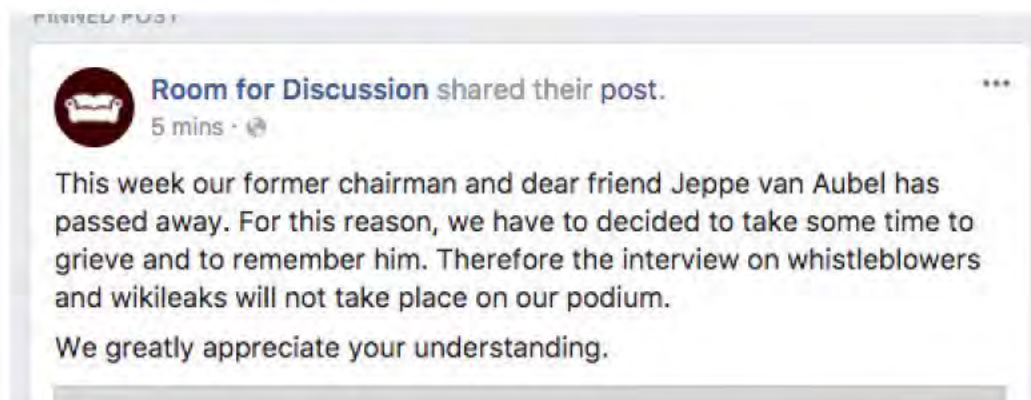 PINNED POST
Room for Discussion shared their post.
5 mins ·
This week our former chairman and dear friend Jeppe van Aubel has
passed away. For this reason, we have to decided to take some time to
grieve and to remember him. Therefore the interview on whistleblowers
and wikileaks will not take place on our podium.
We greatly appreciate your understanding.